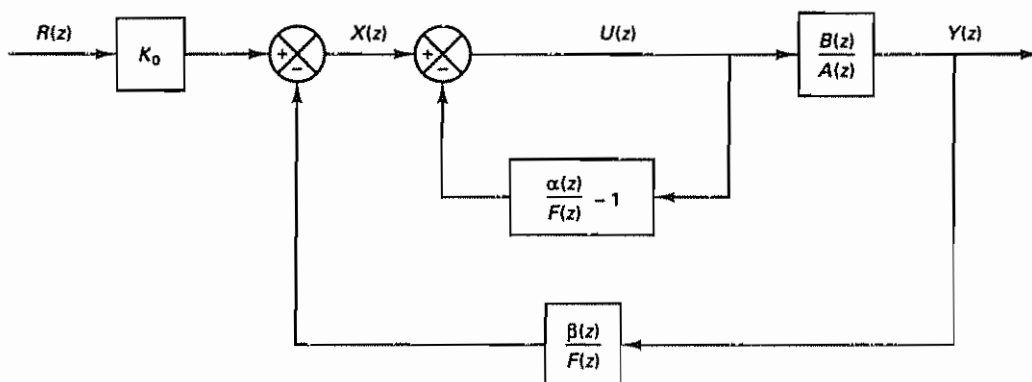 R(z)
K₀
+
−
X(z)
+
−
U(z)
B(z)
A(z)
Y(z)
α(z)
F(z)
− 1
β(z)
F(z)